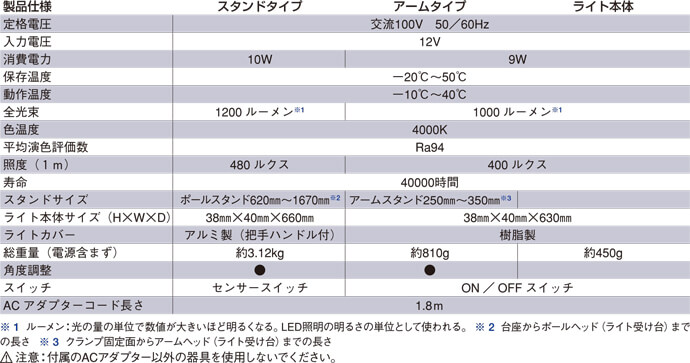 製品仕様 スタンドタイプ アームタイプ ライト本体
定格電圧 交流100V 50／60Hz
入力電圧 12V
消費電力 10W 9W
保存温度 −20℃〜50℃
動作温度 −10℃〜40℃
全光束 1200 ルーメン※1 1000 ルーメン※1
色温度 4000K
平均演色評価数 Ra94
照度（1ｍ） 480 ルクス 400 ルクス
寿命 40000時間
スタンドサイズ ポールスタンド620mm〜1670mm※2 アームスタンド250mm〜350mm※3
ライト本体サイズ（H×W×D） 38mm×40mm×660mm 38mm×40mm×630mm
ライトカバー アルミ製（把手ハンドル付） 樹脂製
総重量（電源含まず） 約3.12kg 約810g 約450g
角度調整 ● ●
スイッチ センサースイッチ ON ／ OFF スイッチ
AC アダプターコード長さ 1.8ｍ
※ 1 ルーメン：光の量の単位で数値が大きいほど明るくなる。LED照明の明るさの単位として使われる。 ※ 2 台座からポールヘッド（ライト受け台）まで
の長さ ※ 3 クランプ固定面からアームヘッド（ライト受け台）までの長さ
⚠ 注意：付属のACアダプター以外の器具を使用しないでください。